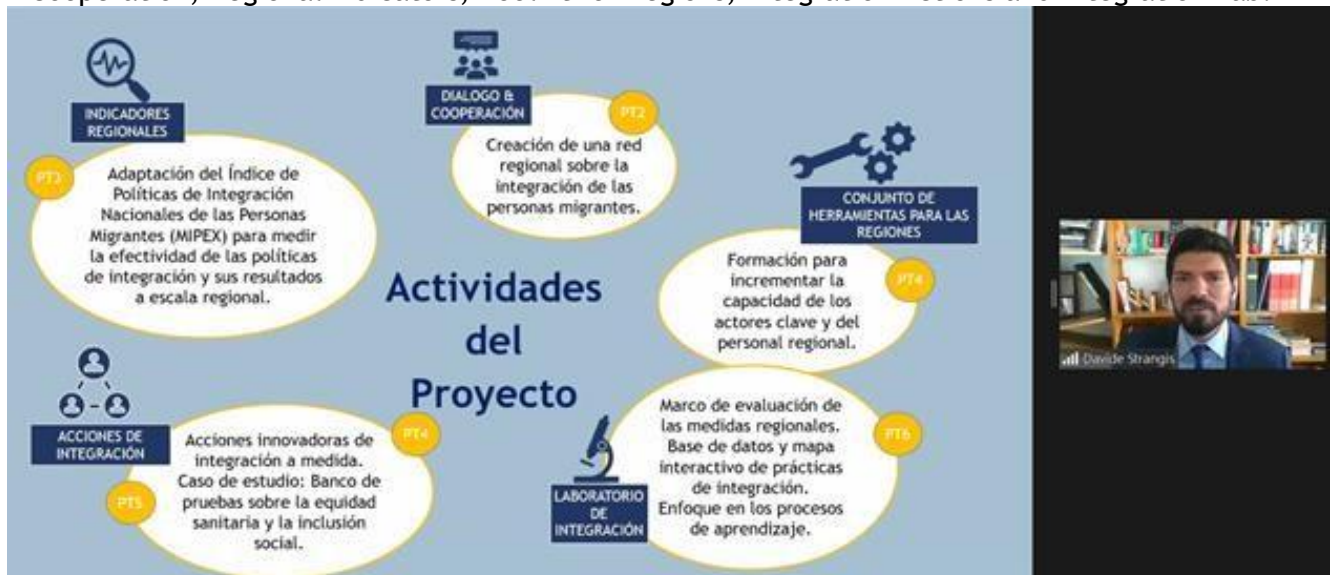 INDICADORES
REGIONALES
PT3
Adaptación del Índice de
Políticas de Integración
Nacionales de las Personas
Migrantes (MIPEX) para medir
la efectividad de las políticas
de integración y sus resultados
a escala regional.
DIALOGO &
COOPERACIÓN
PT2
Creación de una red
regional sobre la
integración de las
personas migrantes.
CONJUNTO DE
HERRAMIENTAS PARA LAS
REGIONES
Formación para
incrementar la
capacidad de los
actores clave y del
personal regional.
PT4
Actividades
del
Proyecto
ACCIONES DE
INTEGRACIÓN
PT4
PT5
Acciones innovadoras de
integración a medida.
Caso de estudio: Banco de
pruebas sobre la equidad
sanitaria y la inclusión
social.
LABORATORIO
DE
INTEGRACIÓN
Marco de evaluación de
las medidas regionales.
Base de datos y mapa
interactivo de prácticas
de integración.
Enfoque en los procesos
de aprendizaje.
PT6
Davide Strangis